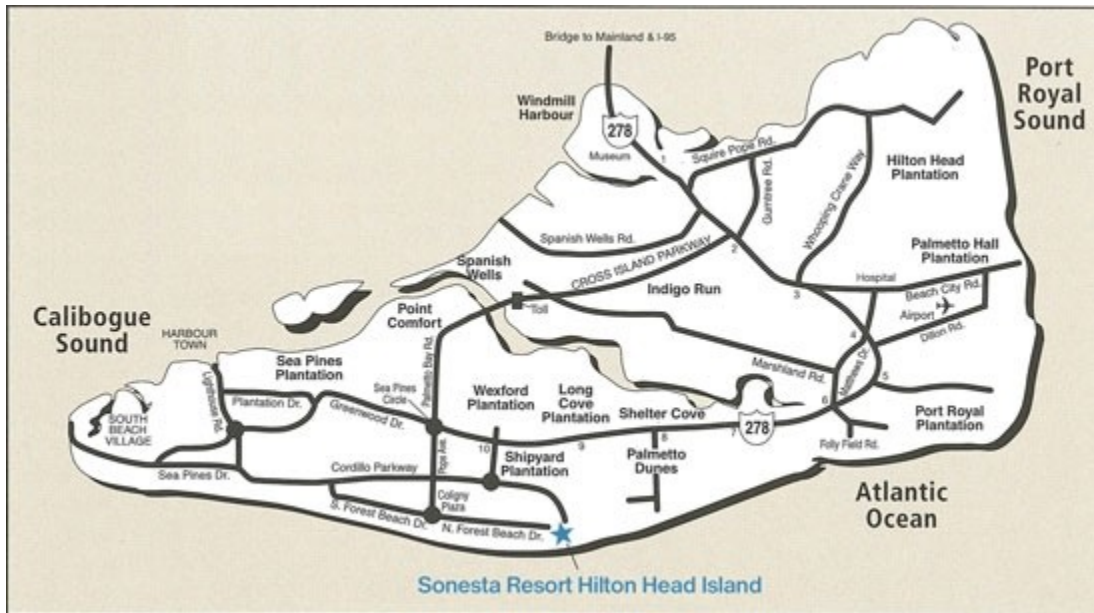 Bridge to Mainland & I-95
Port
Royal
Sound
Windmill
Harbour
278
Museum
1
Squire Pope Rd.
Gumtree Rd.
Whooping Crane Way
Hilton Head
Plantation
Spanish Wells Rd.
2
CROSS ISLAND PARKWAY
Palmetto Hall
Plantation
Spanish
Wells
Hospital
Indigo Run
3
Beach City Rd.
Airport
Toll
Point
Comfort
Calibogue
Sound
HARBOUR
TOWN
4
Dillon Rd.
Palmetto Bay Rd.
Sea Pines
Plantation
Marshland Rd.
Mathews Dr.
5
Lighthouse Rd.
Plantation Dr.
Sea Pines
Circle
Wexford
Plantation
Long
Cove
Plantation
Shelter Cove
6
Greenwood Dr.
SOUTH
BEACH
VILLAGE
Port Royal
Plantation
7
278
8
9
10
Folly Field Rd.
Pope Ave.
Shipyard
Plantation
Palmetto
Dunes
Sea Pines Dr.
Cordillo Parkway
Coligny
Plaza
S. Forest Beach Dr.
N. Forest Beach Dr.
Atlantic
Ocean
Sonesta Resort Hilton Head Island